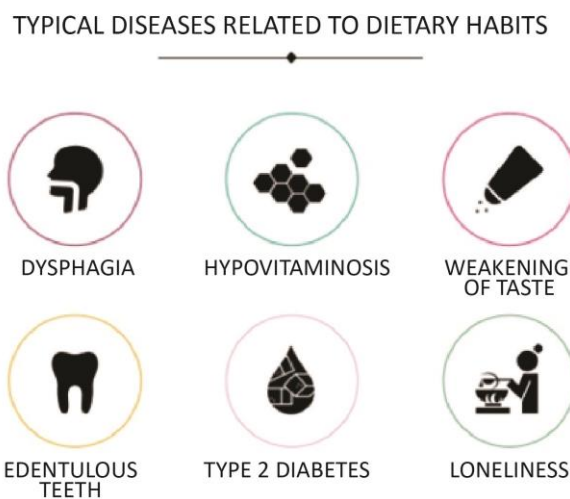 TYPICAL DISEASES RELATED TO DIETARY HABITS
DYSPHAGIA
HYPOVITAMINOSIS
WEAKENING
OF TASTE
EDENTULOUS
TEETH
TYPE 2 DIABETES
LONELINESS